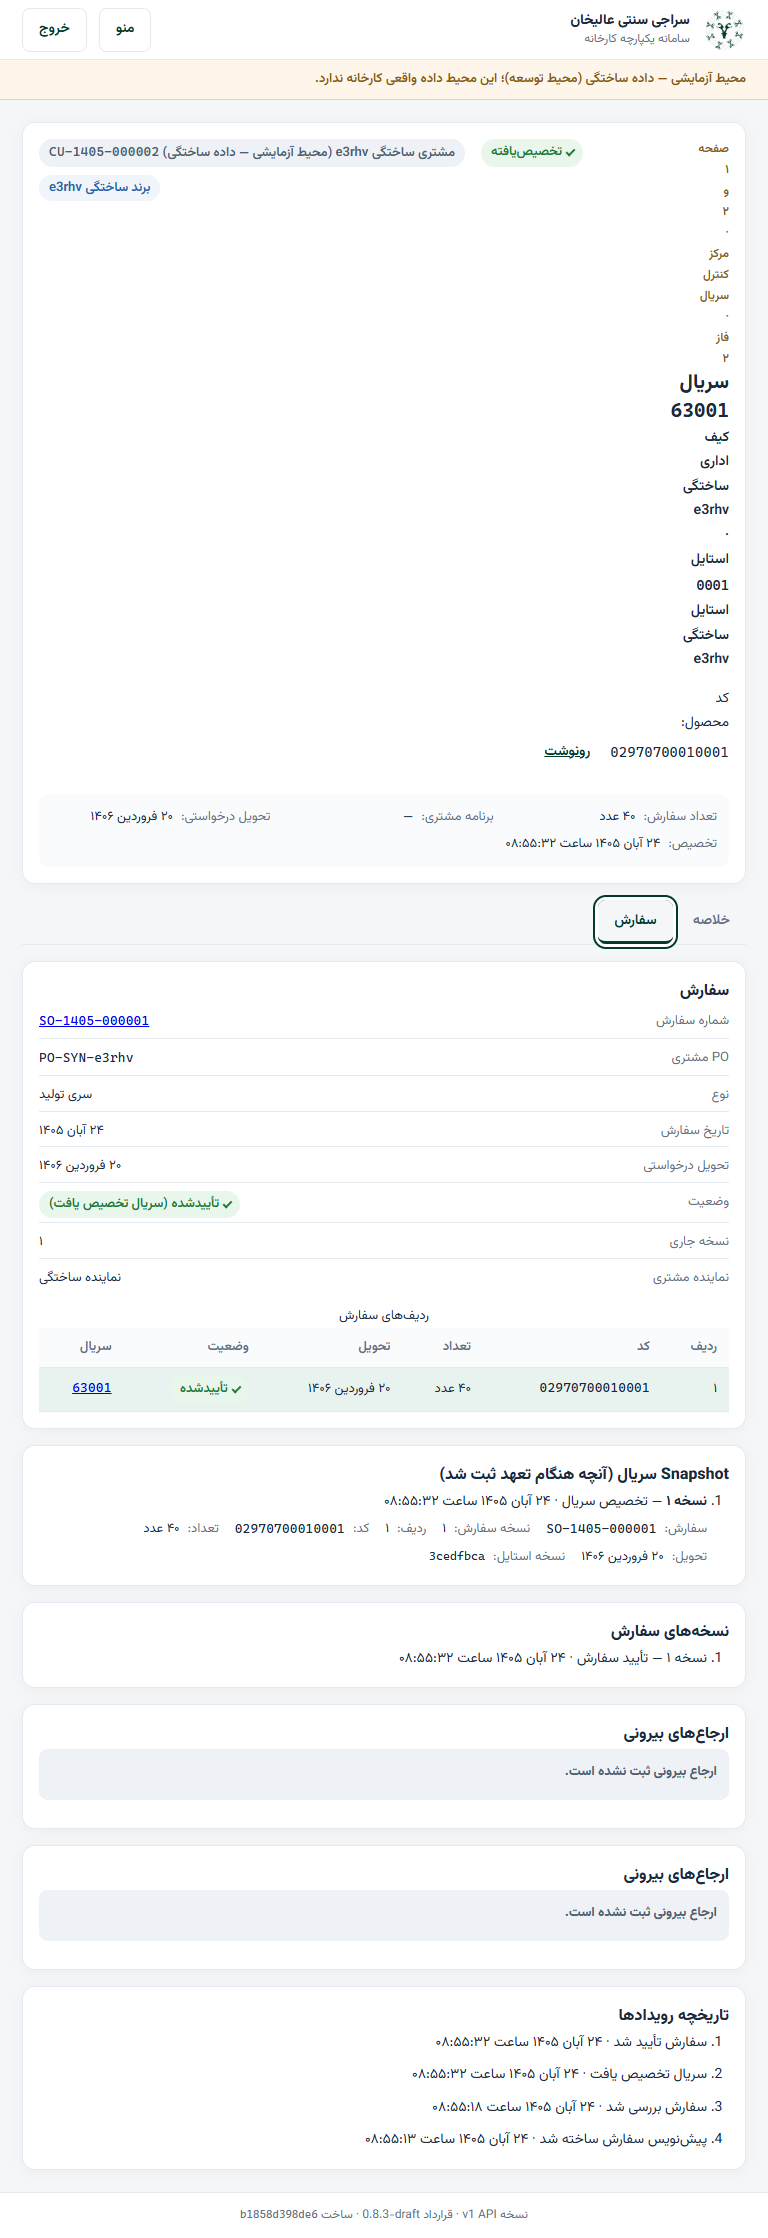 سراجی سنتی عالیخان
سامانه یکپارچه کارخانه
منو
خروج
محیط آزمایشی — داده ساختگی (محیط توسعه)؛ این محیط داده واقعی کارخانه ندارد.
صفحه
۱
و
۲
·
مرکز
کنترل
سریال
·
فاز
۲
سریال
63001
کیف
اداری
ساختگی
e3rhv
·
استایل
0001
استایل
ساختگی
e3rhv
✓ تخصیص‌یافته
مشتری ساختگی e3rhv (محیط آزمایشی — داده ساختگی) CU-1405-000002
برند ساختگی e3rhv
کد
محصول:
02970700010001 رونوشت
تعداد سفارش: ۴۰ عدد برنامه مشتری: — تحویل درخواستی: ۲۰ فروردین ۱۴۰۶
تخصیص: ۲۴ آبان ۱۴۰۵ ساعت ۰۸:۵۵:۳۲
خلاصه سفارش
سفارش
شماره سفارش SO-1405-000001
PO مشتری PO-SYN-e3rhv
نوع سری تولید
تاریخ سفارش ۲۴ آبان ۱۴۰۵
تحویل درخواستی ۲۰ فروردین ۱۴۰۶
وضعیت ✓ تأییدشده (سریال تخصیص یافت)
نسخه جاری ۱
نماینده مشتری نماینده ساختگی
ردیف‌های سفارش
ردیف کد تعداد تحویل وضعیت سریال
۱ 02970700010001 ۴۰ عدد ۲۰ فروردین ۱۴۰۶ ✓ تأییدشده 63001
Snapshot سریال (آنچه هنگام تعهد ثبت شد)
1. نسخه ۱ — تخصیص سریال · ۲۴ آبان ۱۴۰۵ ساعت ۰۸:۵۵:۳۲
سفارش: SO-1405-000001 نسخه سفارش: ۱ ردیف: ۱ کد: 02970700010001 تعداد: ۴۰ عدد
تحویل: ۲۰ فروردین ۱۴۰۶ نسخه استایل: 3cedfbca
نسخه‌های سفارش
1. نسخه ۱ — تأیید سفارش · ۲۴ آبان ۱۴۰۵ ساعت ۰۸:۵۵:۳۲
ارجاع‌های بیرونی
ارجاع بیرونی ثبت نشده است.
ارجاع‌های بیرونی
ارجاع بیرونی ثبت نشده است.
تاریخچه رویدادها
1. سفارش تأیید شد · ۲۴ آبان ۱۴۰۵ ساعت ۰۸:۵۵:۳۲
2. سریال تخصیص یافت · ۲۴ آبان ۱۴۰۵ ساعت ۰۸:۵۵:۳۲
3. سفارش بررسی شد · ۲۴ آبان ۱۴۰۵ ساعت ۰۸:۵۵:۱۸
4. پیش‌نویس سفارش ساخته شد · ۲۴ آبان ۱۴۰۵ ساعت ۰۸:۵۵:۱۳
نسخه v1 API · قرارداد 0.8.3-draft · ساخت b1858d398de6